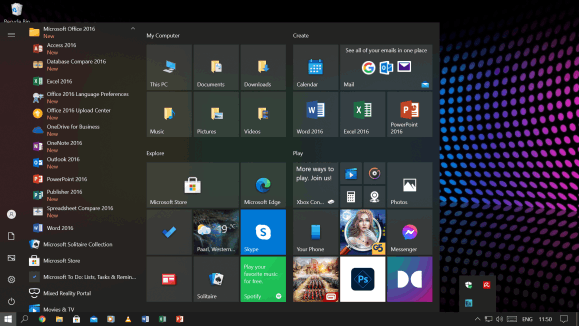 Recycle Bin
Microsoft Office 2016
New
Access 2016
New
Database Compare 2016
New
Excel 2016
Office 2016 Language Preferences
New
Office 2016 Upload Center
New
OneDrive for Business
New
OneNote 2016
New
Outlook 2016
New
PowerPoint 2016
Publisher 2016
New
Spreadsheet Compare 2016
New
Word 2016
Microsoft Solitaire Collection
Microsoft Store
Microsoft To Do: Lists, Tasks & Remin...
Mixed Reality Portal
Movies & TV
My Computer
This PC
Documents
Downloads
Music
Pictures
Videos
Explore
Microsoft Store
Microsoft Edge
19
Paarl, Western...
Skype
Solitaire
Play your
favorite music
for free.
Spotify
Create
Calendar
See all of your emails in one place
Mail
Word 2016
Excel 2016
PowerPoint
2016
Play
More ways to
play. Join us!
Xbox Con...
Photos
Your Phone
Messenger
Ps
ENG
11:50